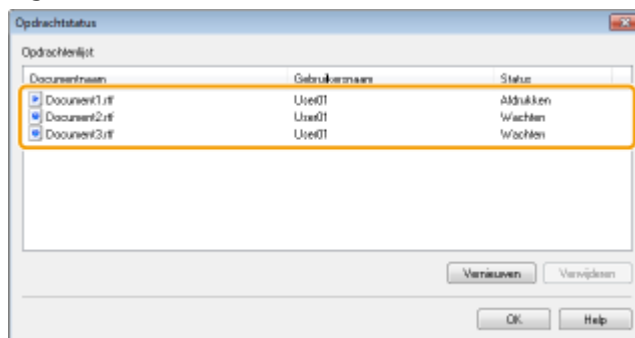 Opdrachtstatus
Opdrachtenlijst
Documentnaam Gebruikersnaam Status
Document1.rtf User01 Afdrukken
Document2.rtf User01 Wachten
Document3.rtf User01 Wachten
Vernieuwen Verwijderen
OK Help